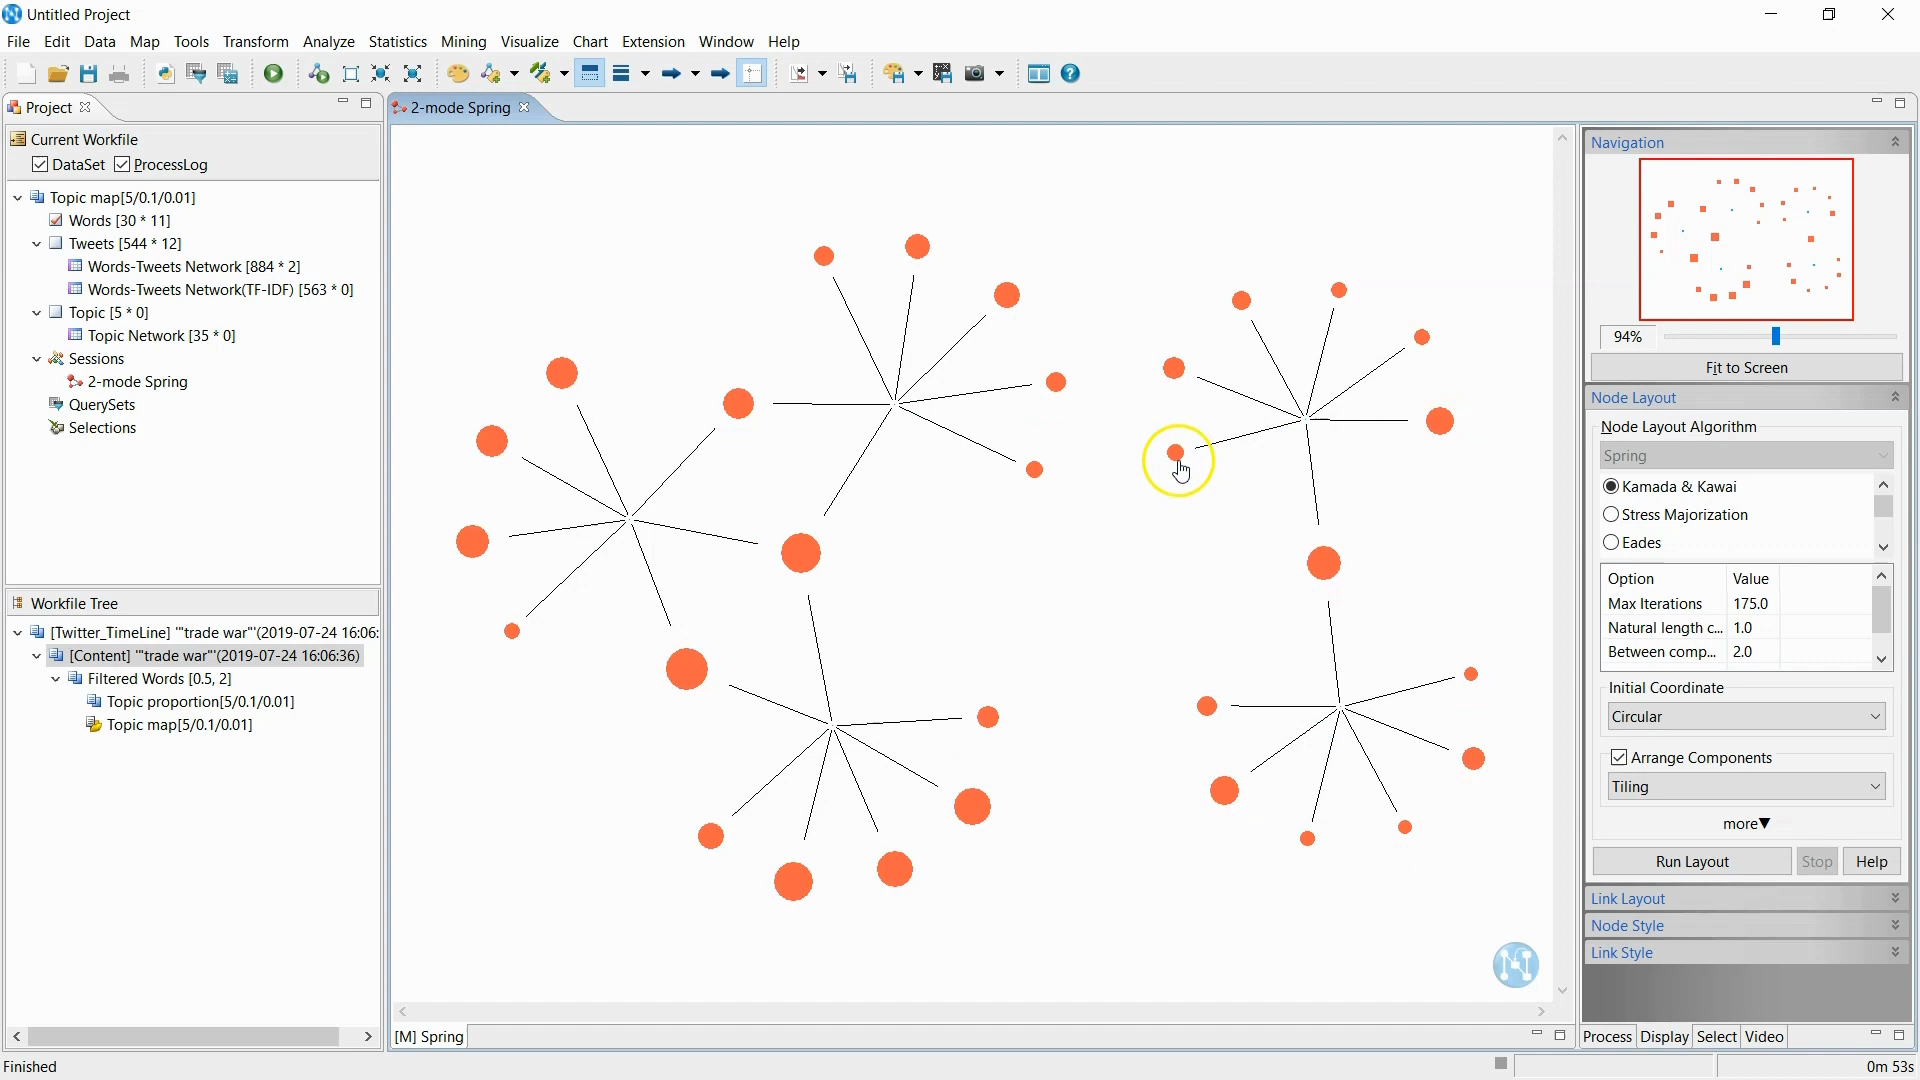 Untitled Project
File Edit Data Map Tools Transform Analyze Statistics Mining Visualize Chart Extension Window Help
Project
2-mode Spring
Current Workfile
DataSet ProcessLog
Topic map[5/0.1/0.01]
Words [30 * 11]
Tweets [544 * 12]
Words-Tweets Network [884 * 2]
Words-Tweets Network(TF-IDF) [563 * 0]
Topic [5 * 0]
Topic Network [35 * 0]
Sessions
2-mode Spring
QuerySets
Selections
Workfile Tree
[Twitter_TimeLine] '"trade war"'(2019-07-24 16:06:
[Content] '"trade war"'(2019-07-24 16:06:36)
Filtered Words [0.5, 2]
Topic proportion[5/0.1/0.01]
Topic map[5/0.1/0.01]
[M] Spring
Navigation
94%
Fit to Screen
Node Layout
Node Layout Algorithm
Spring
Kamada & Kawai
Stress Majorization
Eades
Option Value
Max Iterations 175.0
Natural length c... 1.0
Between comp... 2.0
Initial Coordinate
Circular
Arrange Components
Tiling
more▼
Run Layout Stop Help
Link Layout
Node Style
Link Style
Process Display Select Video
Finished
0m 53s